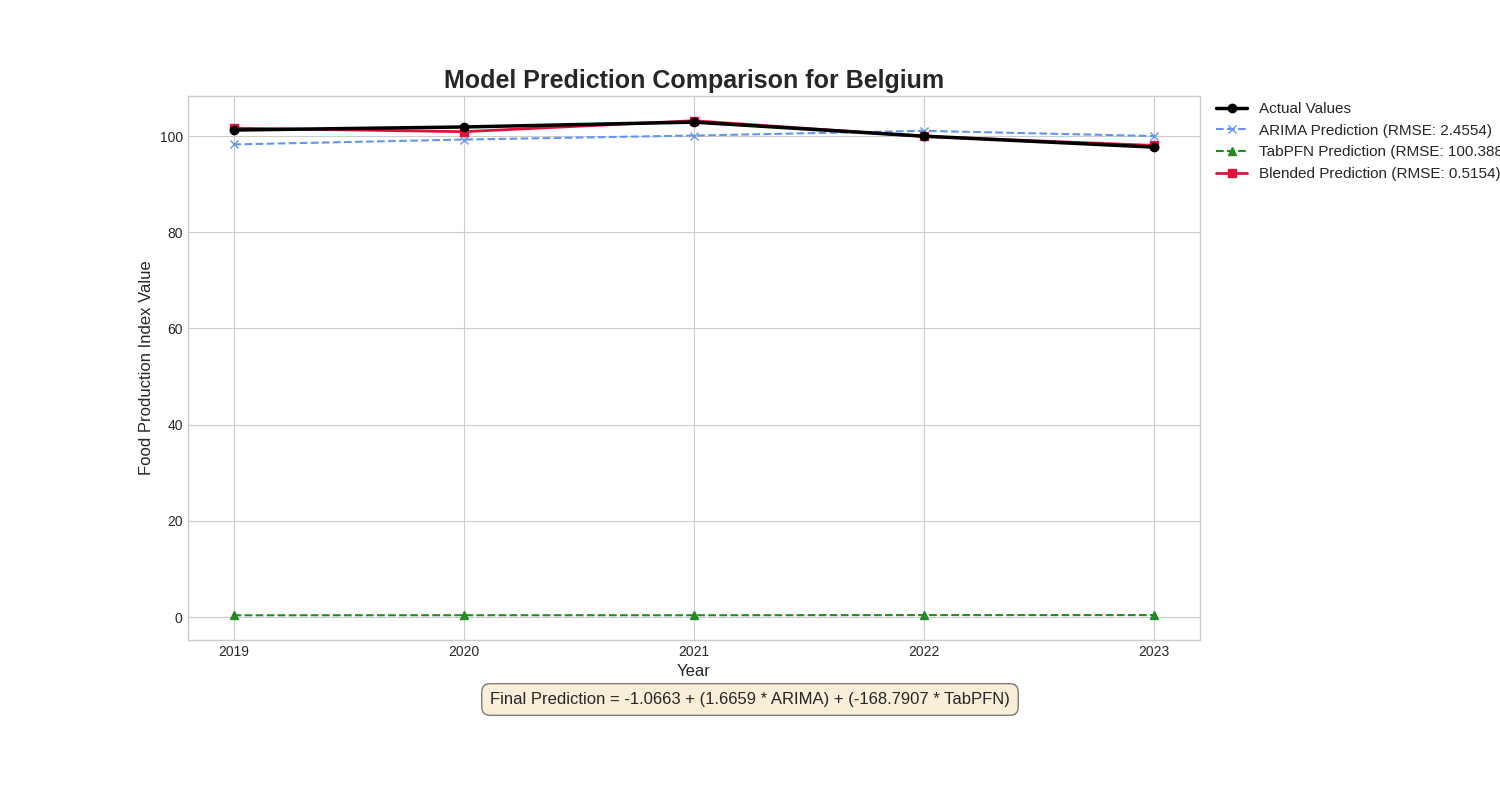 Model Prediction Comparison for Belgium
Actual Values
ARIMA Prediction (RMSE: 2.4554)
TabPFN Prediction (RMSE: 100.388
Blended Prediction (RMSE: 0.5154)
Food Production Index Value
100
80
60
40
20
0
2019 2020 2021 2022 2023
Year
Final Prediction = -1.0663 + (1.6659 * ARIMA) + (-168.7907 * TabPFN)